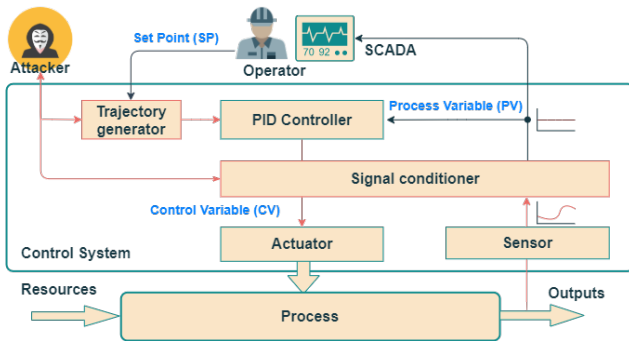 Set Point (SP)
70 92
SCADA
Attacker
Operator
Trajectory
generator
PID Controller
Process Variable (PV)
Signal conditioner
Control Variable (CV)
Actuator
Sensor
Control System
Resources
Process
Outputs